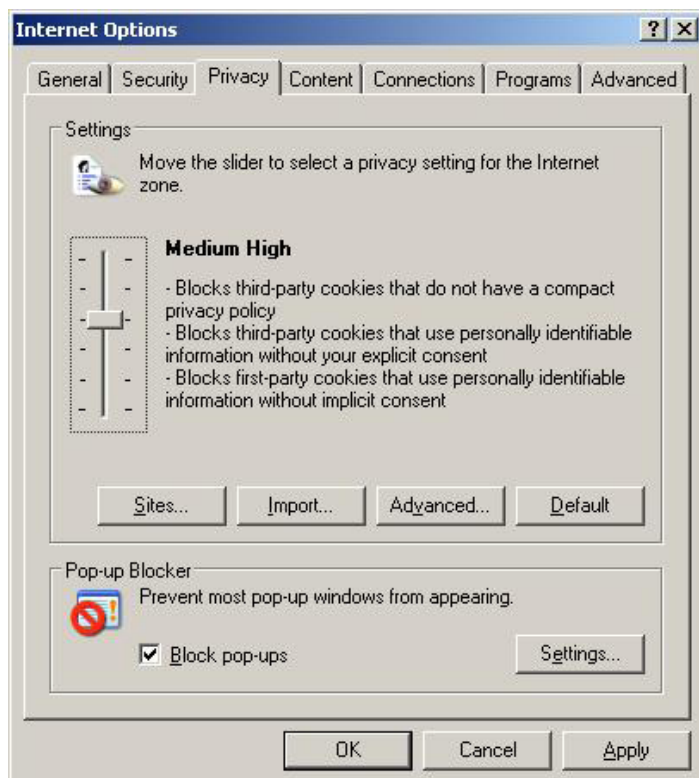 Internet Options
General Security Privacy Content Connections Programs Advanced
Settings
Move the slider to select a privacy setting for the Internet
zone.
Medium High
- Blocks third-party cookies that do not have a compact
privacy policy
- Blocks third-party cookies that use personally identifiable
information without your explicit consent
- Blocks first-party cookies that use personally identifiable
information without implicit consent
Sites... Import... Advanced... Default
Pop-up Blocker
Prevent most pop-up windows from appearing.
Block pop-ups Settings...
OK Cancel Apply